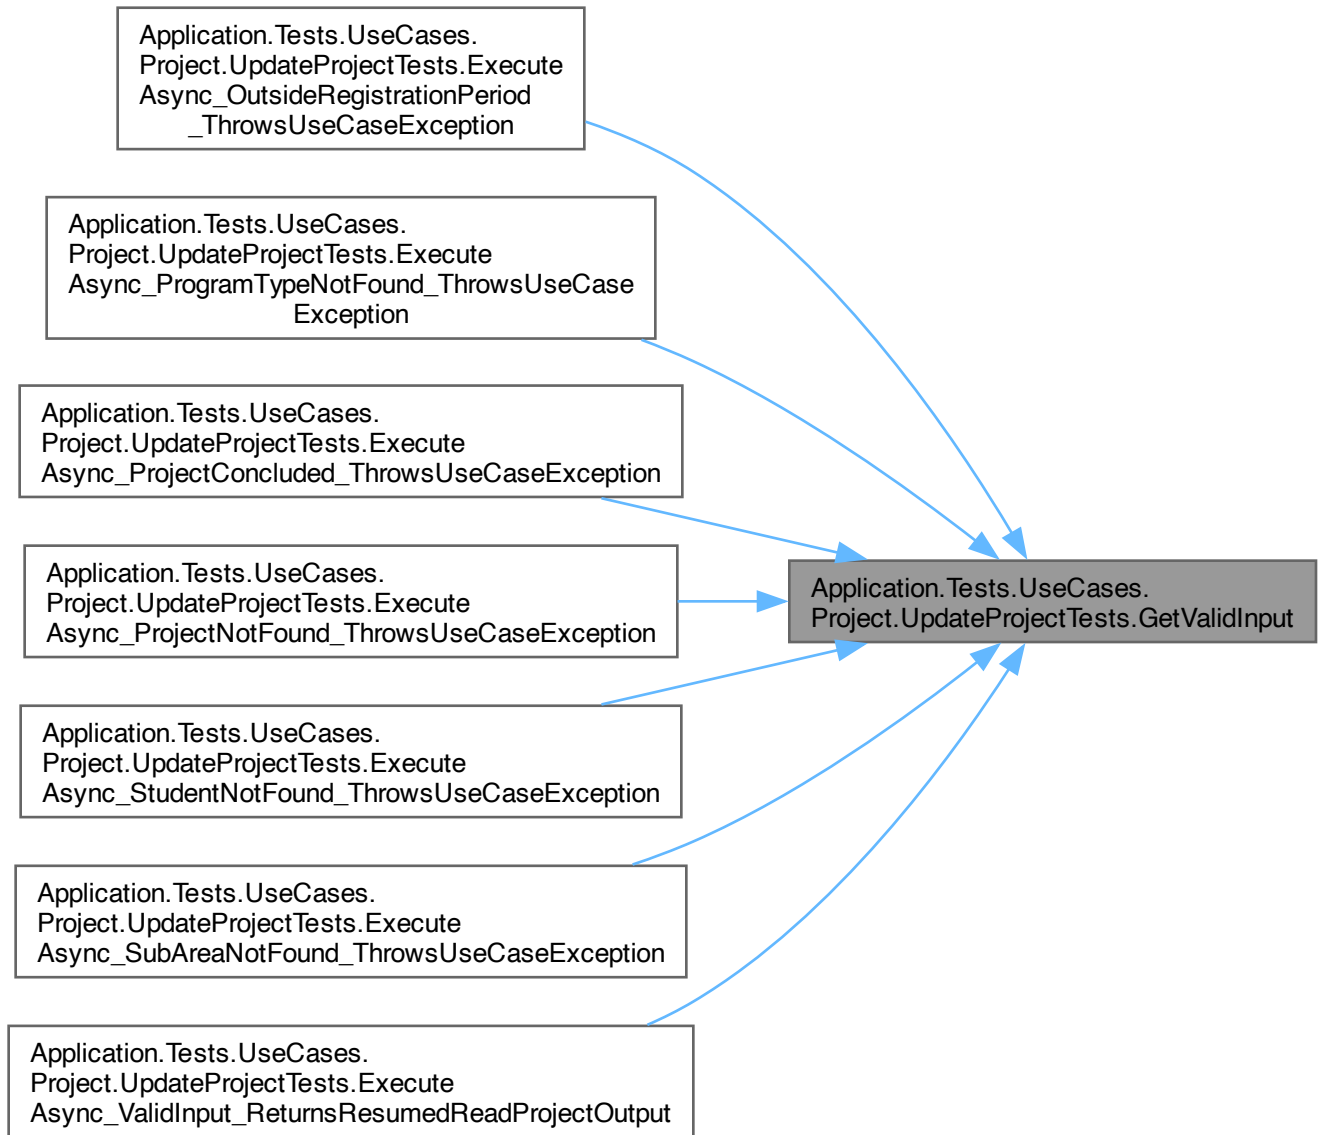 Application.Tests.UseCases.
Project.UpdateProjectTests.Execute
Async_OutsideRegistrationPeriod
_ThrowsUseCaseException
Application.Tests.UseCases.
Project.UpdateProjectTests.Execute
Async_ProgramTypeNotFound_ThrowsUseCase
Exception
Application.Tests.UseCases.
Project.UpdateProjectTests.Execute
Async_ProjectConcluded_ThrowsUseCaseException
Application.Tests.UseCases.
Project.UpdateProjectTests.Execute
Async_ProjectNotFound_ThrowsUseCaseException
Application.Tests.UseCases.
Project.UpdateProjectTests.GetValidInput
Application.Tests.UseCases.
Project.UpdateProjectTests.Execute
Async_StudentNotFound_ThrowsUseCaseException
Application.Tests.UseCases.
Project.UpdateProjectTests.Execute
Async_SubAreaNotFound_ThrowsUseCaseException
Application.Tests.UseCases.
Project.UpdateProjectTests.Execute
Async_ValidInput_ReturnsResumedReadProjectOutput